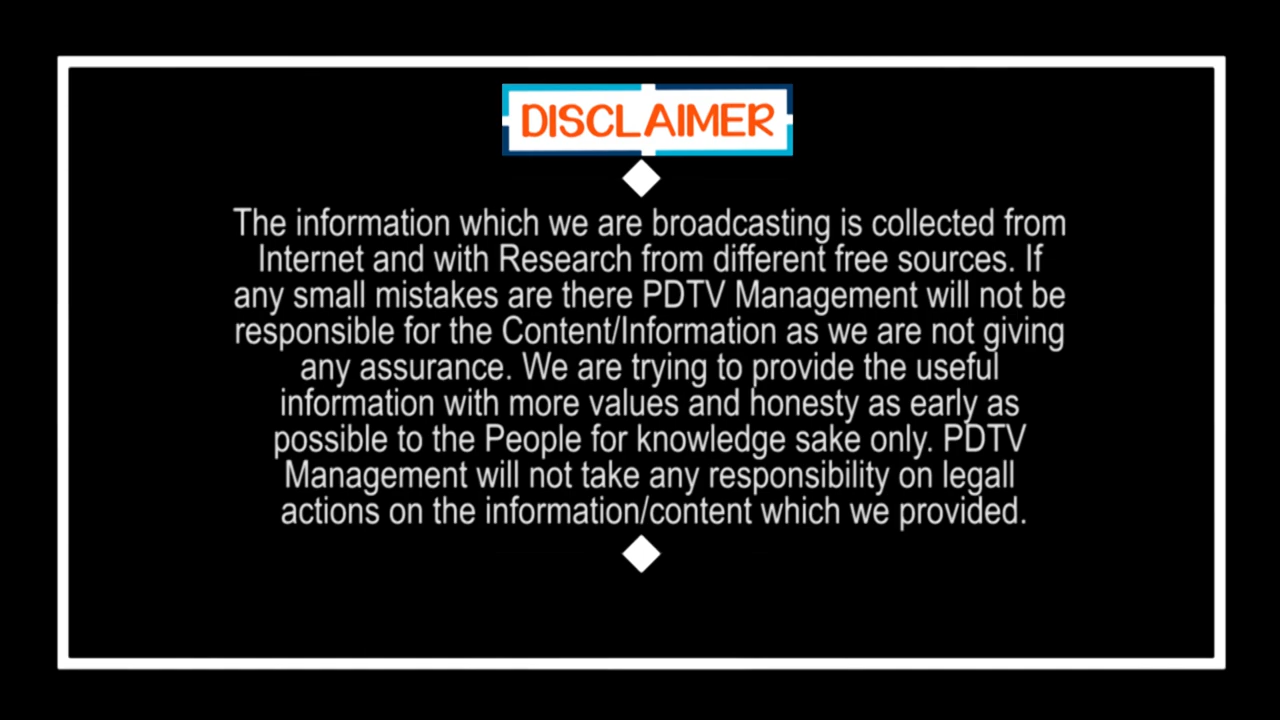 DISCLAIMER
The information which we are broadcasting is collected from
Internet and with Research from different free sources. If
any small mistakes are there PDTV Management will not be
responsible for the Content/Information as we are not giving
any assurance. We are trying to provide the useful
information with more values and honesty as early as
possible to the People for knowledge sake only. PDTV
Management will not take any responsibility on legall
actions on the information/content which we provided.